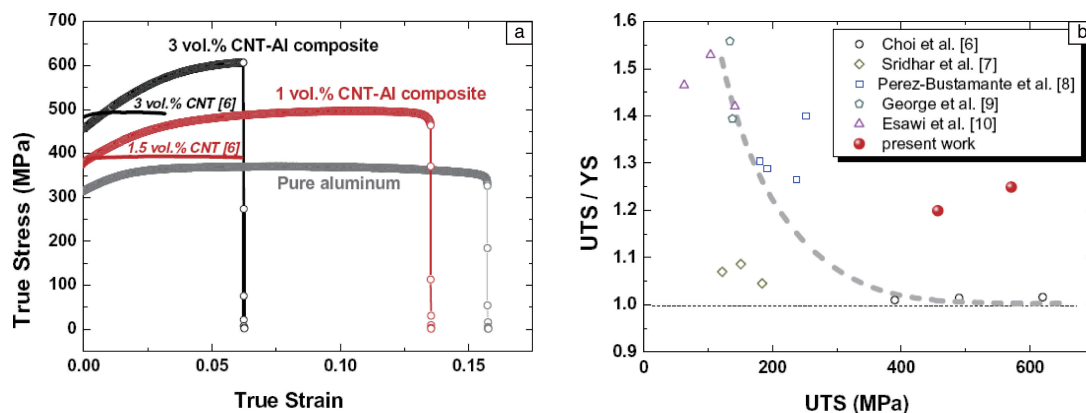 a
3 vol.% CNT-Al composite
1 vol.% CNT-Al composite
3 vol.% CNT [6]
1.5 vol.% CNT [6]
Pure aluminum
True Stress (MPa)
700
600
500
400
300
200
100
0
0.00
0.05
0.10
0.15
True Strain
b
Choi et al. [6]
Sridhar et al. [7]
Perez-Bustamante et al. [8]
George et al. [9]
Esawi et al. [10]
present work
UTS / YS
1.6
1.5
1.4
1.3
1.2
1.1
1.0
0.9
0
200
400
600
UTS (MPa)